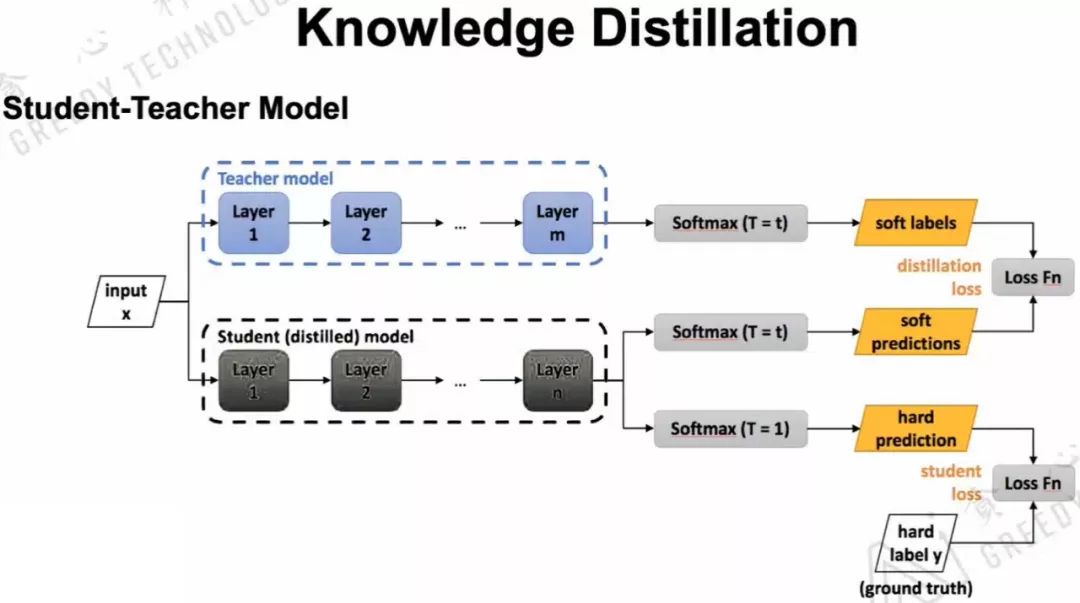 Knowledge Distillation
Student-Teacher Model
Teacher model
Layer
1
Layer
2
...
Layer
m
Softmax (T = t)
soft labels
distillation
loss
Loss Fn
input
x
Student (distilled) model
Layer
1
Layer
2
...
Layer
n
Softmax (T = t)
soft
predictions
Softmax (T = 1)
hard
prediction
student
loss
Loss Fn
hard
label y
(ground truth)
GREEDY TECHNOLOGY
GREEDY